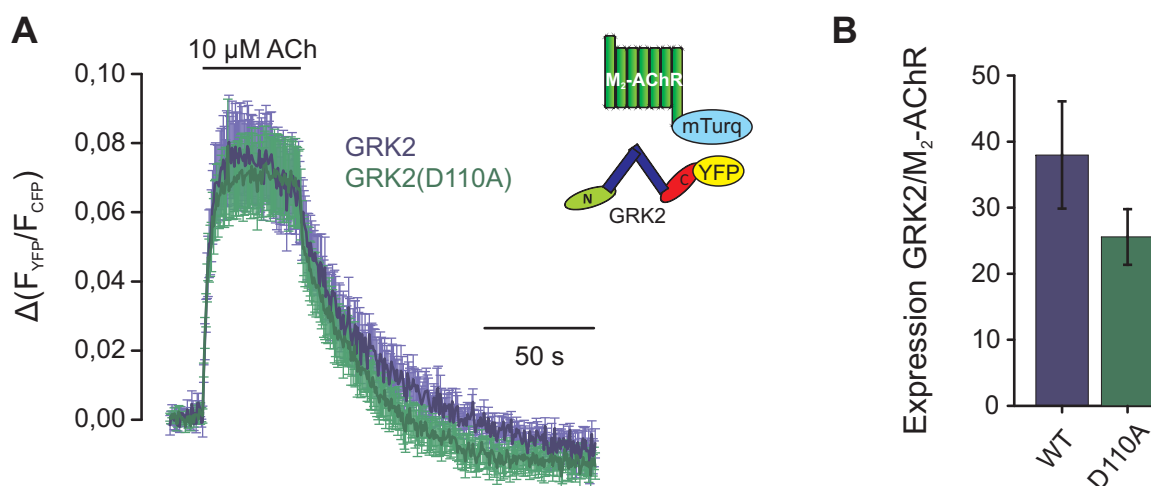 A
10 µM ACh
0,10
0,08
0,06
0,04
0,02
0,00
Δ(F_YFP/F_CFP)
GRK2
GRK2(D110A)
50 s
M₂-AChR
mTurq
YFP
C
N
GRK2
B
50
40
30
20
10
0
Expression GRK2/M₂-AChR
WT
D110A